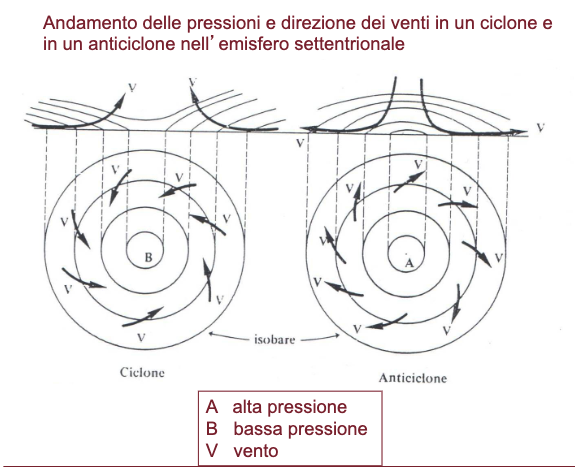 Andamento delle pressioni e direzione dei venti in un ciclone e
in un anticiclone nell' emisfero settentrionale
V
V
V
V
V
V
V
V
V
V
V
V
V
B
V
V
V
V
V
V
A
V
V
V
isobare
Ciclone
Anticiclone
A alta pressione
B bassa pressione
V vento